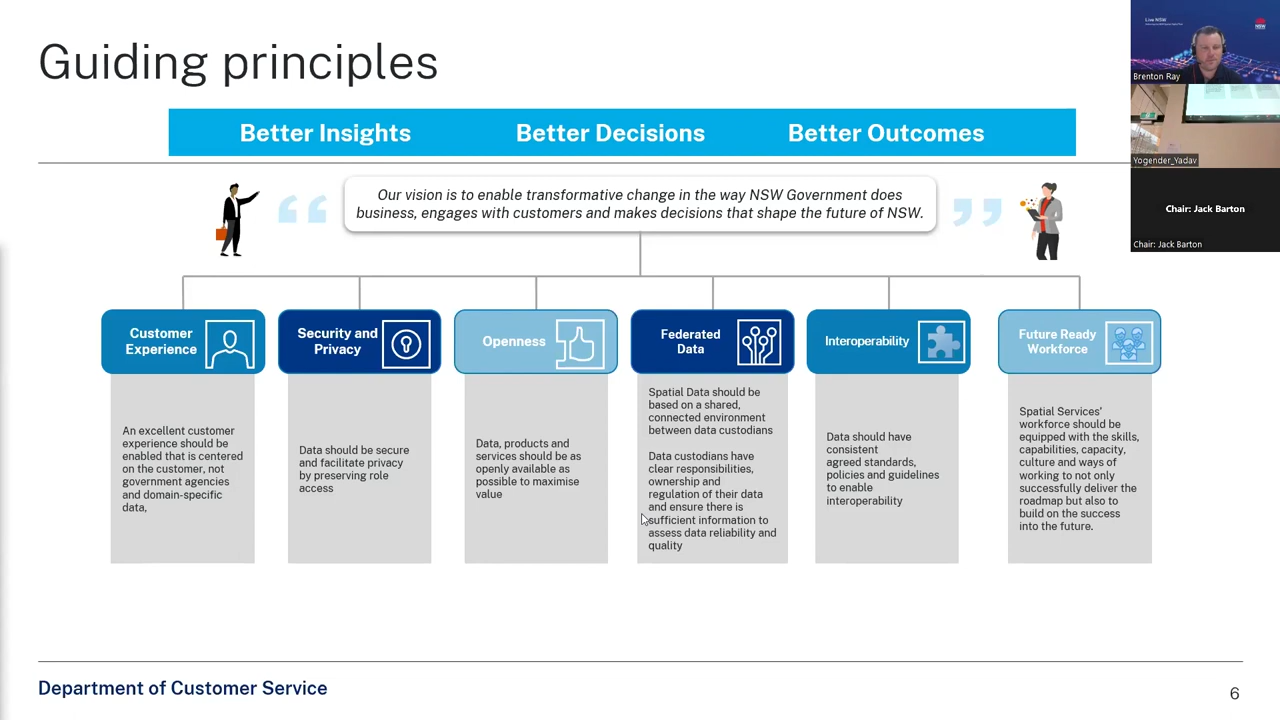 Guiding principles
Better Insights
Better Decisions
Better Outcomes
Our vision is to enable transformative change in the way NSW Government does
business, engages with customers and makes decisions that shape the future of NSW.
Customer
Experience
An excellent customer
experience should be
enabled that is centered
on the customer, not
government agencies
and domain-specific
data,
Security and
Privacy
Data should be secure
and facilitate privacy
by preserving role
access
Openness
Data, products and
services should be as
openly available as
possible to maximise
value
Federated
Data
Spatial Data should be
based on a shared,
connected environment
between data custodians
Data custodians have
clear responsibilities,
ownership and
regulation of their data
and ensure there is
sufficient information to
assess data reliability and
quality
Interoperability
Data should have
consistent
agreed standards,
policies and guidelines
to enable
interoperability
Future Ready
Workforce
Spatial Services'
workforce should be
equipped with the skills,
capabilities, capacity,
culture and ways of
working to not only
successfully deliver the
roadmap but also to
build on the success
into the future.
Department of Customer Service
6
Live NSW
NSW
Brenton Ray
Yogender_Yadav
Chair: Jack Barton
Chair: Jack Barton